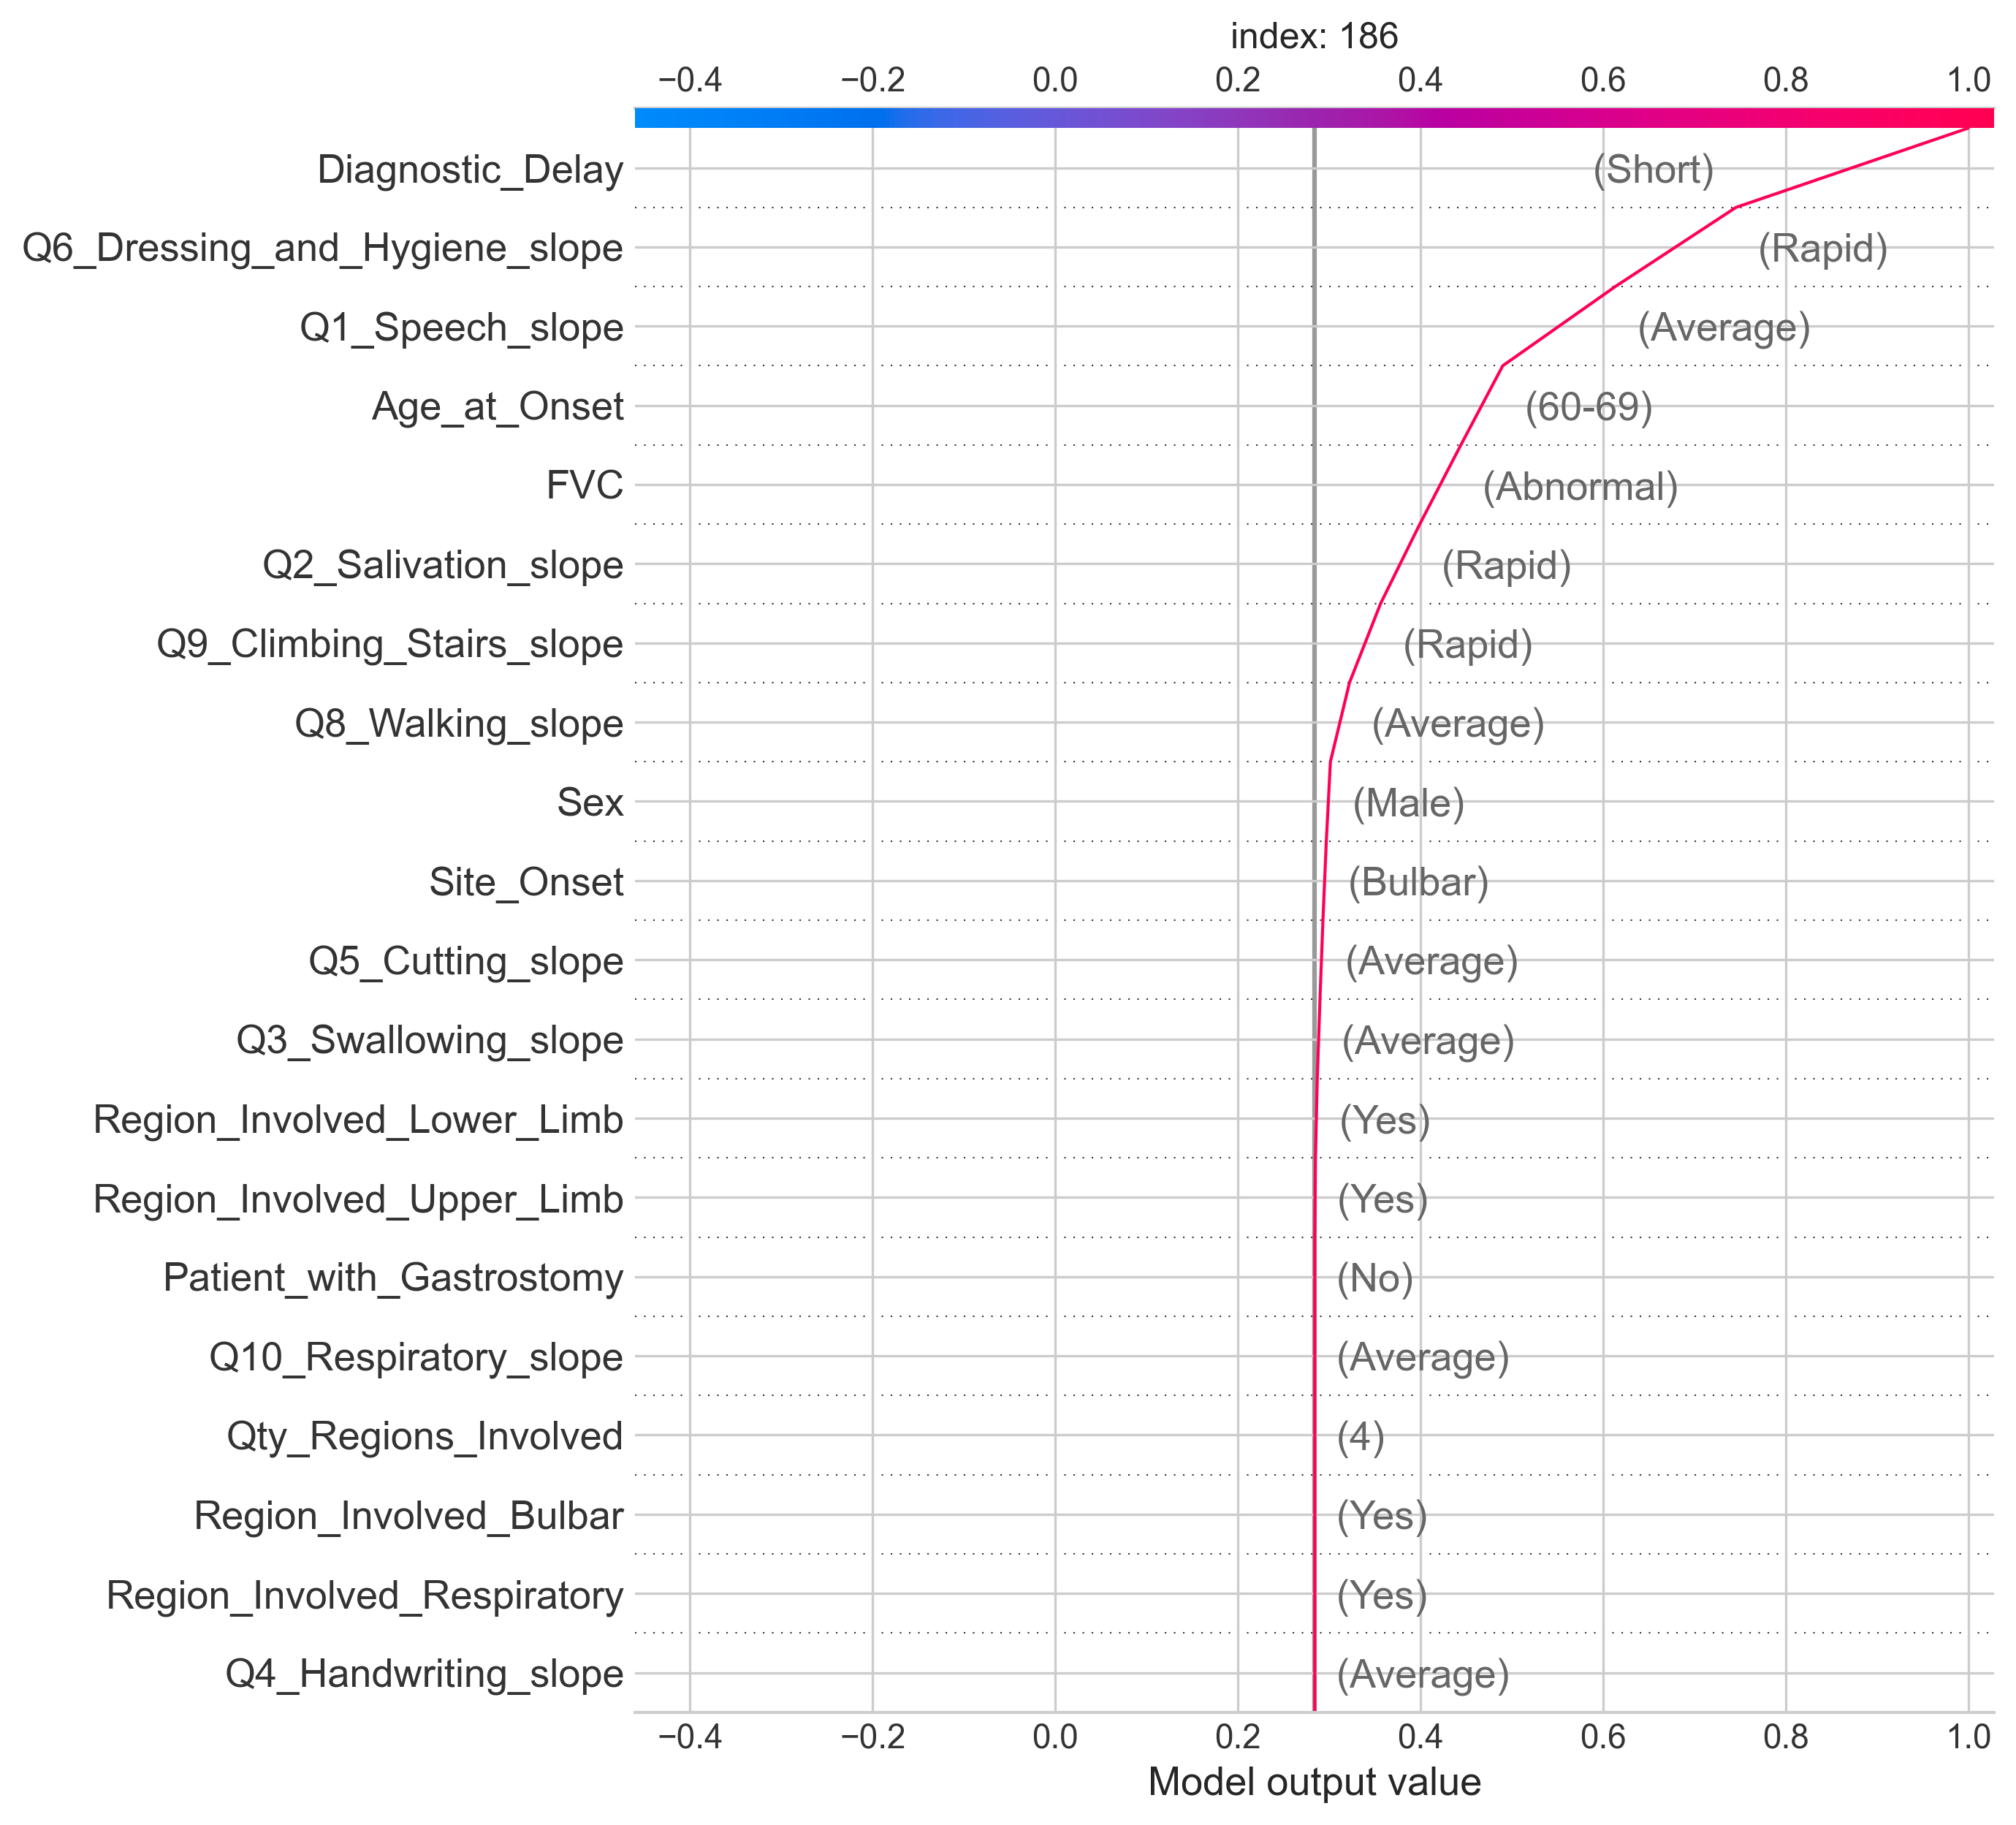 index: 186
−0.4 −0.2 0.0 0.2 0.4 0.6 0.8 1.0
Diagnostic_Delay (Short)
Q6_Dressing_and_Hygiene_slope (Rapid)
Q1_Speech_slope (Average)
Age_at_Onset (60-69)
FVC (Abnormal)
Q2_Salivation_slope (Rapid)
Q9_Climbing_Stairs_slope (Rapid)
Q8_Walking_slope (Average)
Sex (Male)
Site_Onset (Bulbar)
Q5_Cutting_slope (Average)
Q3_Swallowing_slope (Average)
Region_Involved_Lower_Limb (Yes)
Region_Involved_Upper_Limb (Yes)
Patient_with_Gastrostomy (No)
Q10_Respiratory_slope (Average)
Qty_Regions_Involved (4)
Region_Involved_Bulbar (Yes)
Region_Involved_Respiratory (Yes)
Q4_Handwriting_slope (Average)
−0.4 −0.2 0.0 0.2 0.4 0.6 0.8 1.0
Model output value